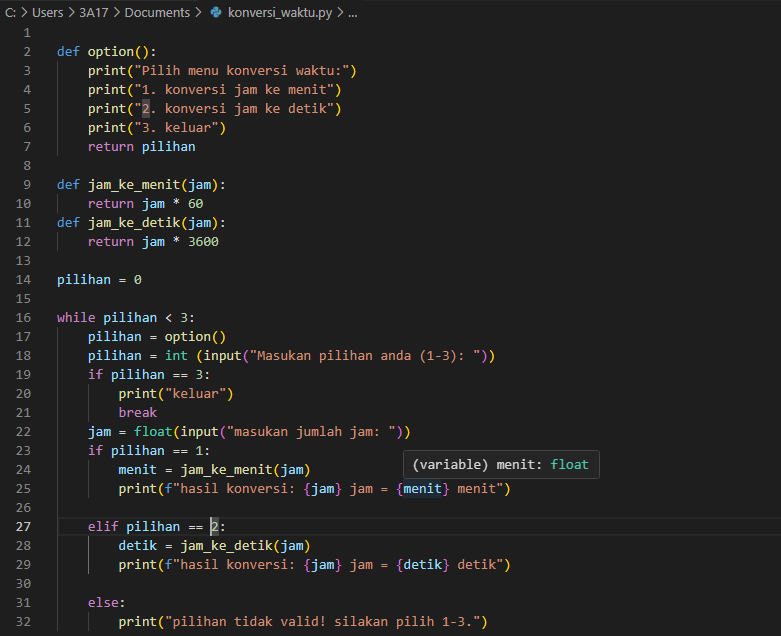 C: > Users > 3A17 > Documents > konversi_waktu.py > ...
1
2 def option():
3     print("Pilih menu konversi waktu:")
4     print("1. konversi jam ke menit")
5     print("2. konversi jam ke detik")
6     print("3. keluar")
7     return pilihan
8
9 def jam_ke_menit(jam):
10     return jam * 60
11 def jam_ke_detik(jam):
12     return jam * 3600
13
14 pilihan = 0
15
16 while pilihan < 3:
17     pilihan = option()
18     pilihan = int (input("Masukan pilihan anda (1-3): "))
19     if pilihan == 3:
20         print("keluar")
21         break
22     jam = float(input("masukan jumlah jam: "))
23     if pilihan == 1:
(variable) menit: float
24         menit = jam_ke_menit(jam)
25         print(f"hasil konversi: {jam} jam = {menit} menit")
26
27     elif pilihan == 2:
28         detik = jam_ke_detik(jam)
29         print(f"hasil konversi: {jam} jam = {detik} detik")
30
31     else:
32         print("pilihan tidak valid! silakan pilih 1-3.")